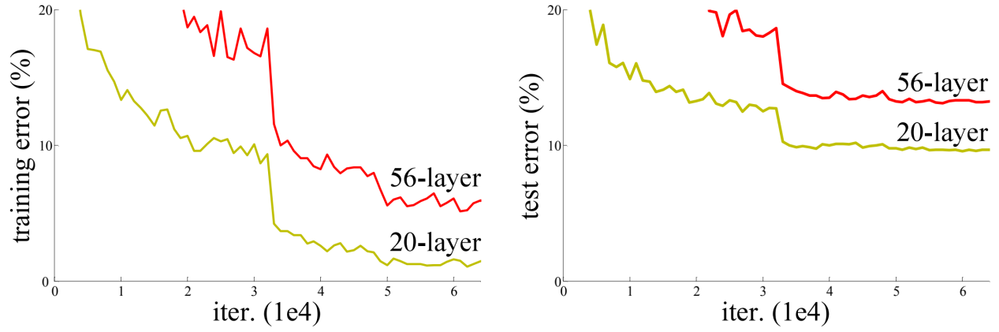 training error (%)
20
10
0
56-layer
20-layer
0 1 2 3 4 5 6
iter. (1e4)
test error (%)
20
10
0
56-layer
20-layer
0 1 2 3 4 5 6
iter. (1e4)